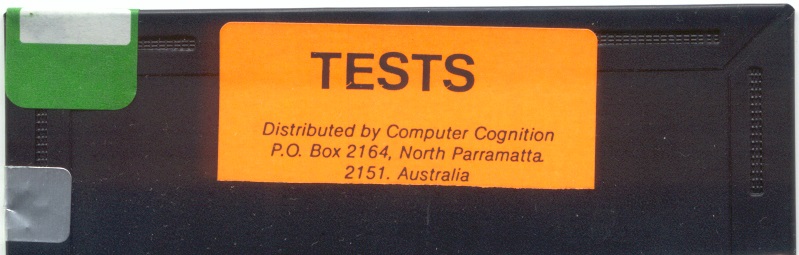 TESTS
Distributed by Computer Cognition
P.O. Box 2164, North Parramatta.
2151. Australia